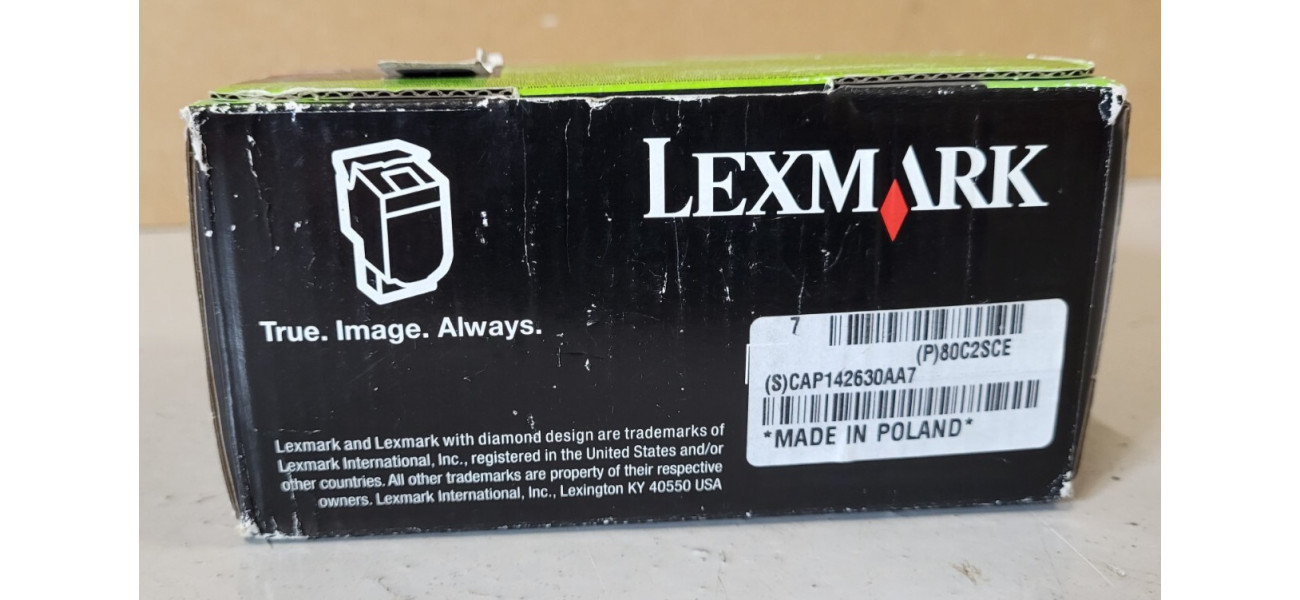 LEXMARK
True. Image. Always.
7
(P)80C2SCE
(S)CAP142630AA7
*MADE IN POLAND*
Lexmark and Lexmark with diamond design are trademarks of
Lexmark International, Inc., registered in the United States and/or
other countries. All other trademarks are property of their respective
owners. Lexmark International, Inc., Lexington KY 40550 USA